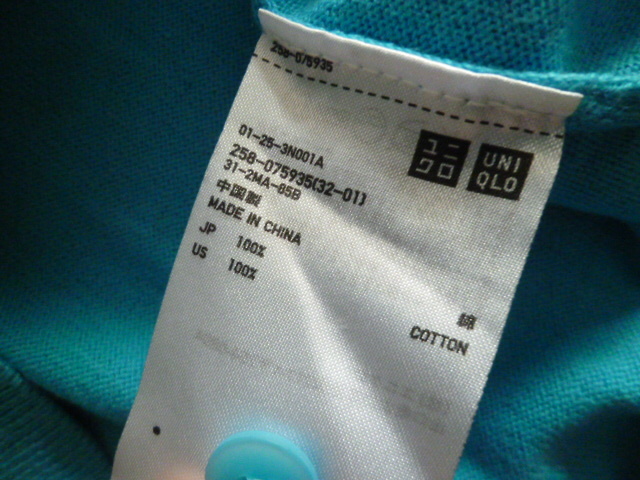 258-075935
ユニ
クロ
UNI
QLO
01-25-3N001A
258-075935(32-01)
31-2MA-85B
中国製
MADE IN CHINA
JP 100%
US 100%
綿
COTTON